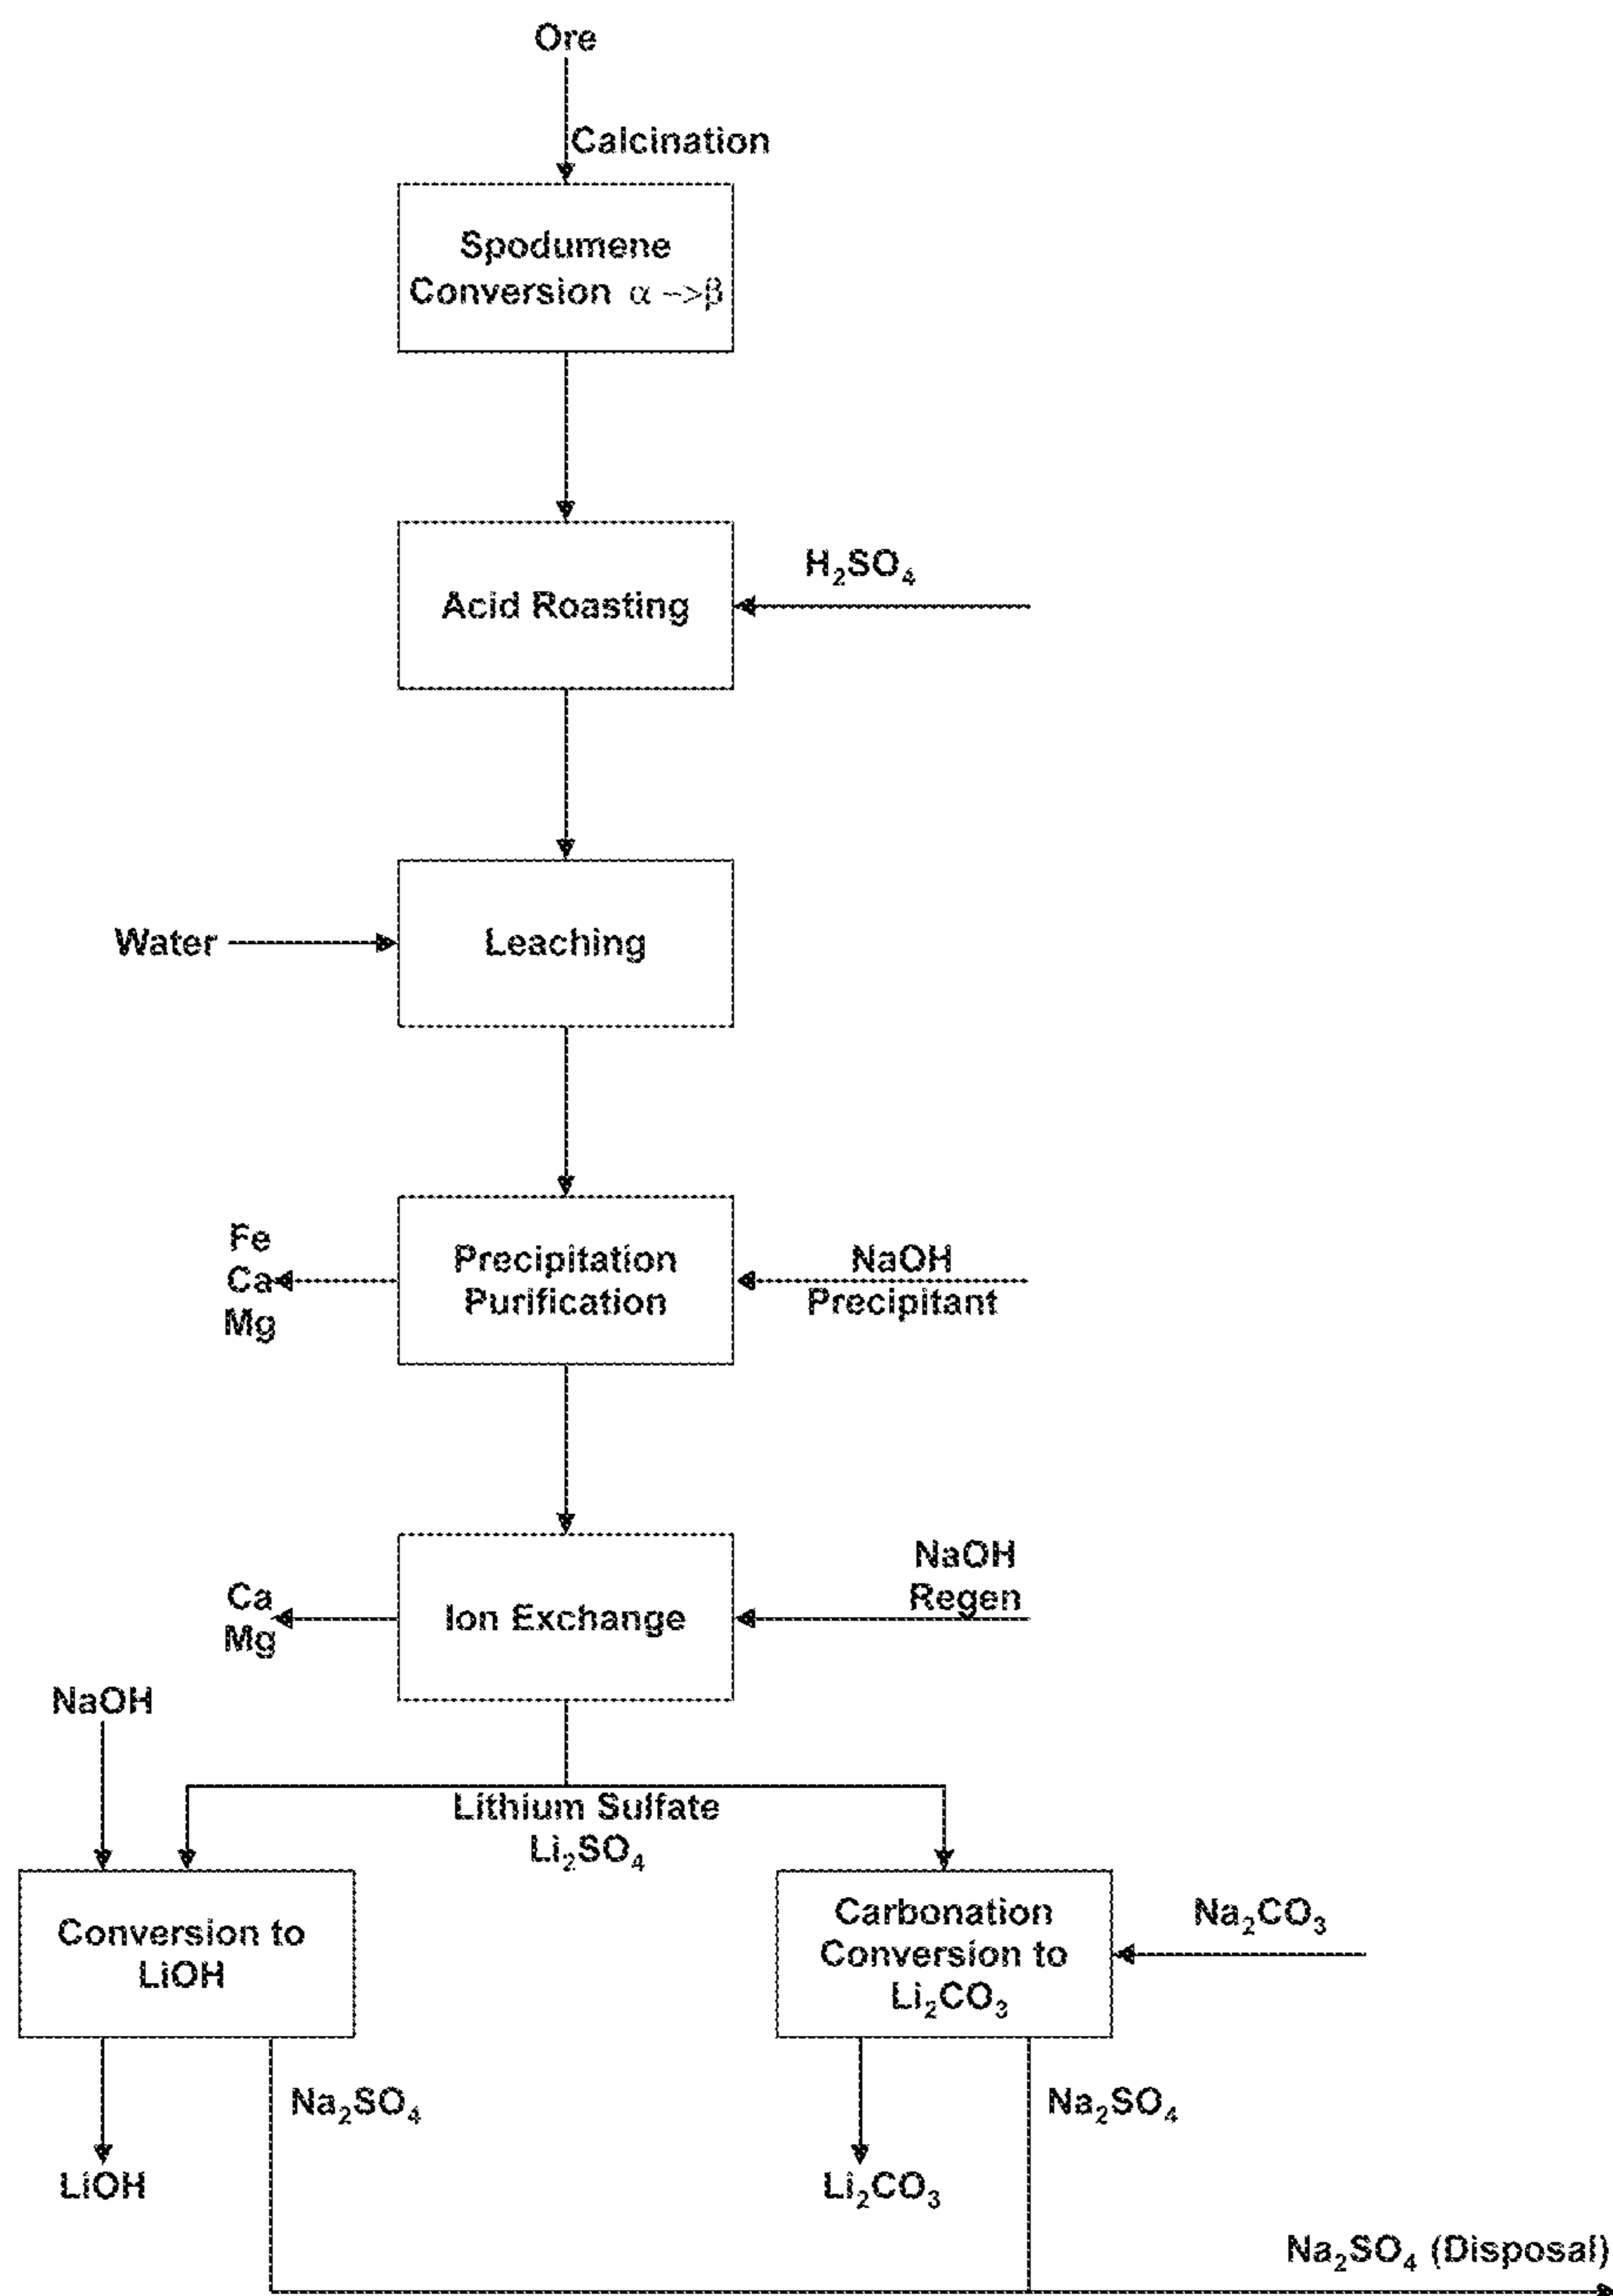 Ore
Calcination
Spodumene
Conversion α -->β
H₂SO₄
Acid Roasting
Water
Leaching
Fe
Ca
Mg
Precipitation
Purification
NaOH
Precipitant
Ca
Mg
Ion Exchange
NaOH
Regen
NaOH
Lithium Sulfate
Li₂SO₄
Conversion to
LiOH
Carbonation
Conversion to
Li₂CO₃
Na₂CO₃
Na₂SO₄
Na₂SO₄
LiOH
Li₂CO₃
Na₂SO₄ (Disposal)